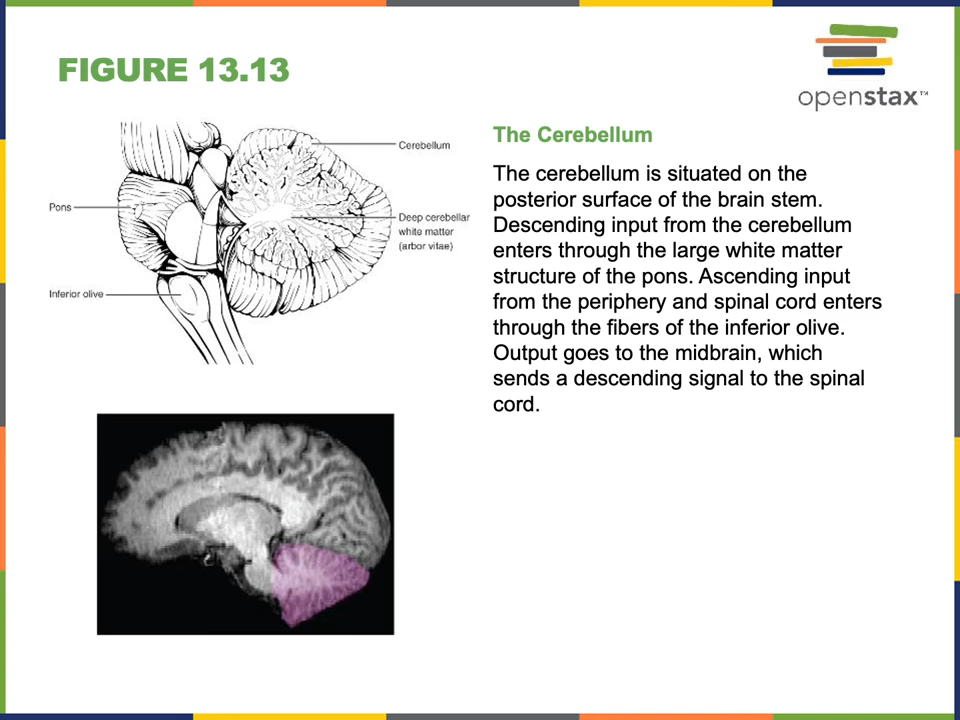 FIGURE 13.13
openstax™
Cerebellum
Pons
Deep cerebellar
white matter
(arbor vitae)
Inferior olive
The Cerebellum
The cerebellum is situated on the
posterior surface of the brain stem.
Descending input from the cerebellum
enters through the large white matter
structure of the pons. Ascending input
from the periphery and spinal cord enters
through the fibers of the inferior olive.
Output goes to the midbrain, which
sends a descending signal to the spinal
cord.